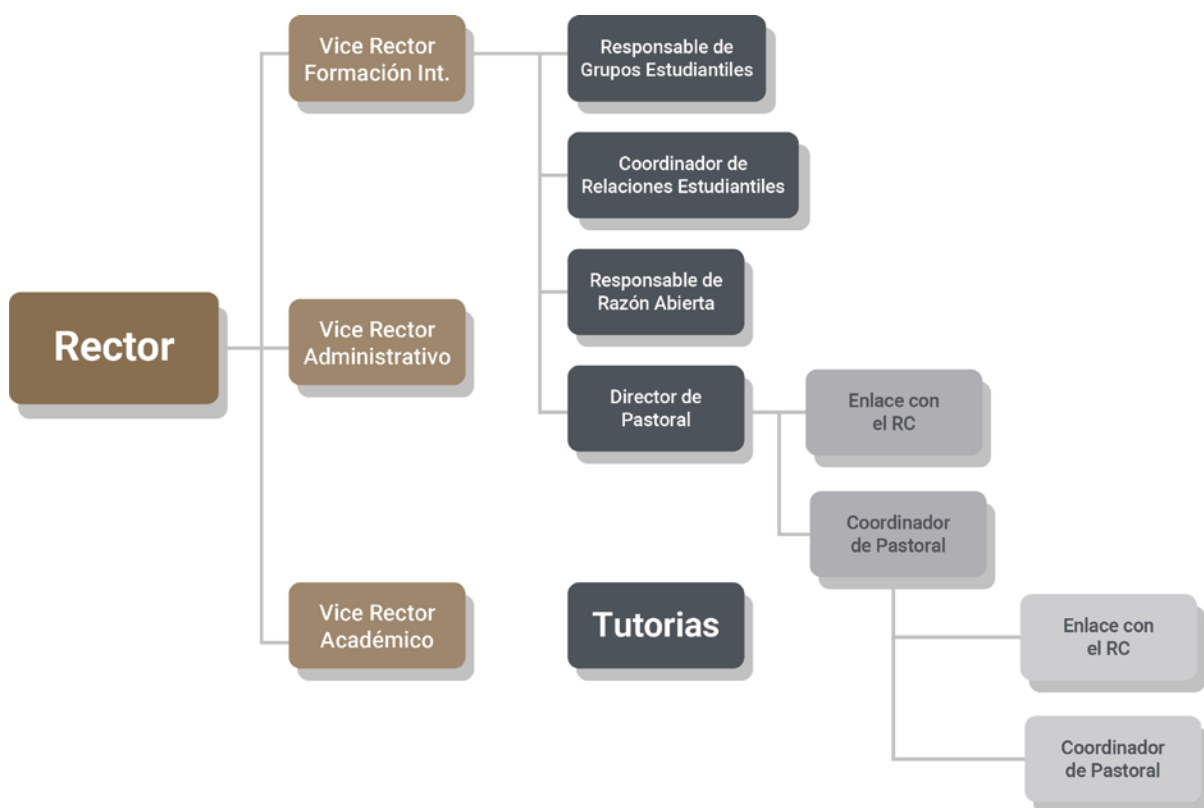 Vice Rector
Formación Int.
Responsable de
Grupos Estudiantiles
Coordinador de
Relaciones Estudiantiles
Responsable de
Razón Abierta
Rector
Vice Rector
Administrativo
Director de
Pastoral
Enlace con
el RC
Coordinador
de Pastoral
Vice Rector
Académico
Tutorias
Enlace con
el RC
Coordinador
de Pastoral